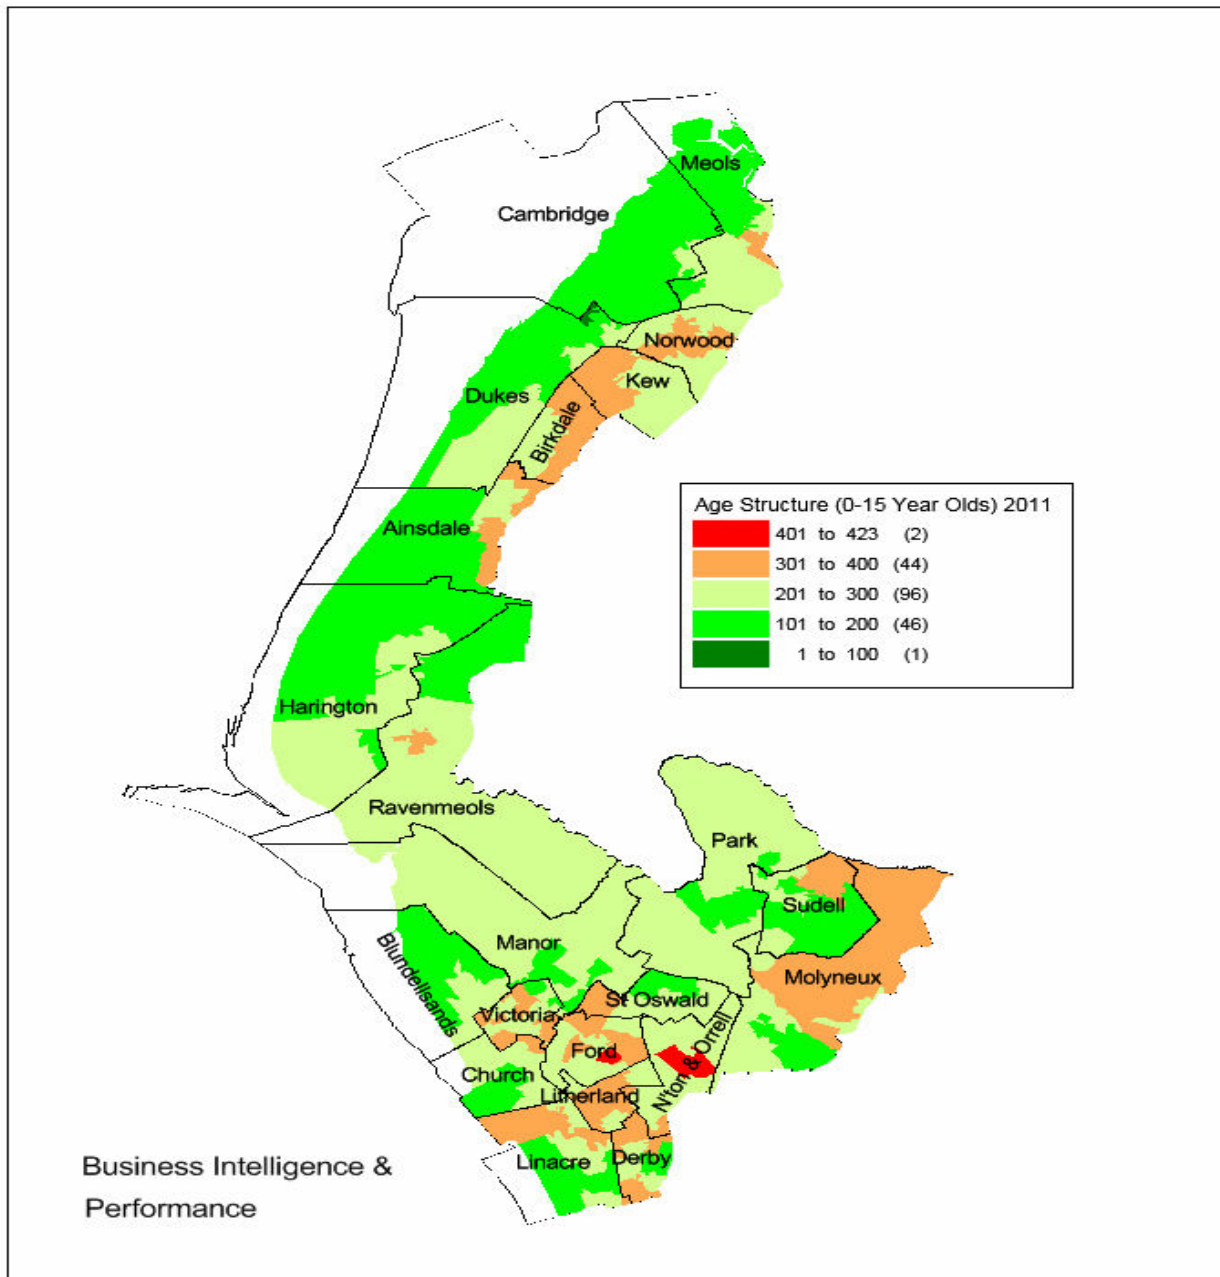 Meols
Cambridge
Norwood
Kew
Dukes
Birkdale
Age Structure (0-15 Year Olds) 2011
401 to 423 (2)
301 to 400 (44)
201 to 300 (96)
101 to 200 (46)
1 to 100 (1)
Ainsdale
Harington
Ravenmeols
Park
Sudell
Manor
Blundellsands
Molyneux
St Oswald
Victoria
N'ton & Orrell
Ford
Church
Litherland
Linacre
Derby
Business Intelligence &
Performance